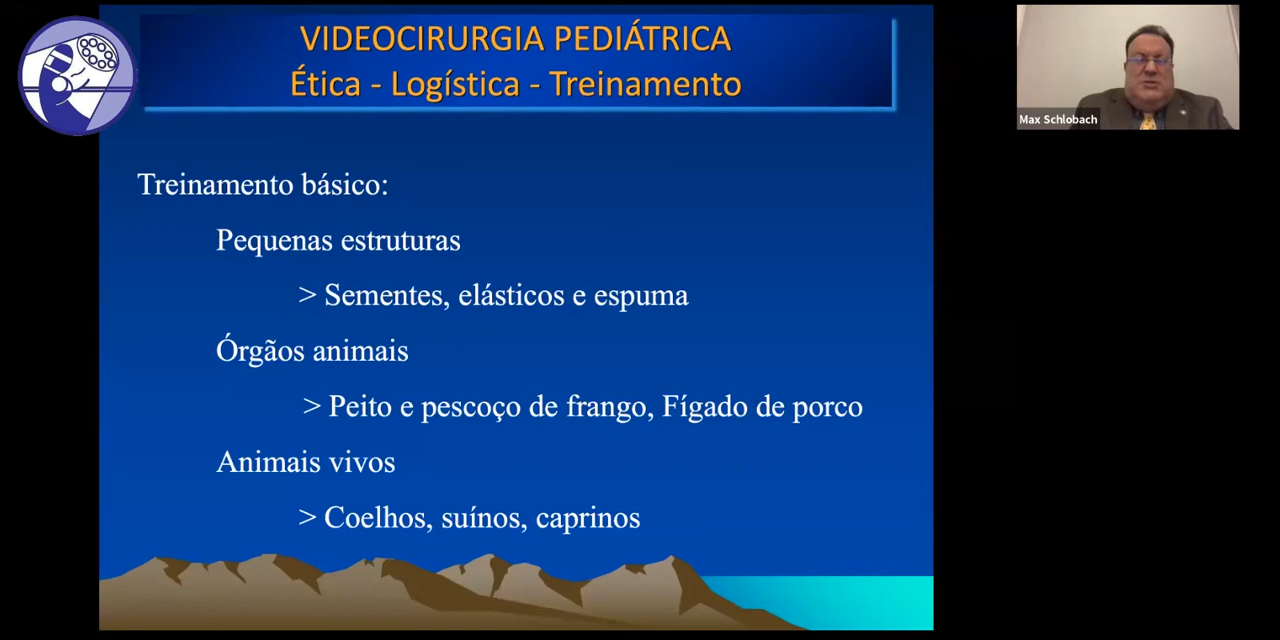 VIDEOCIRURGIA PEDIÁTRICA
Ética - Logística - Treinamento
Max Schlobach
Treinamento básico:
Pequenas estruturas
> Sementes, elásticos e espuma
Órgãos animais
> Peito e pescoço de frango, Fígado de porco
Animais vivos
> Coelhos, suínos, caprinos